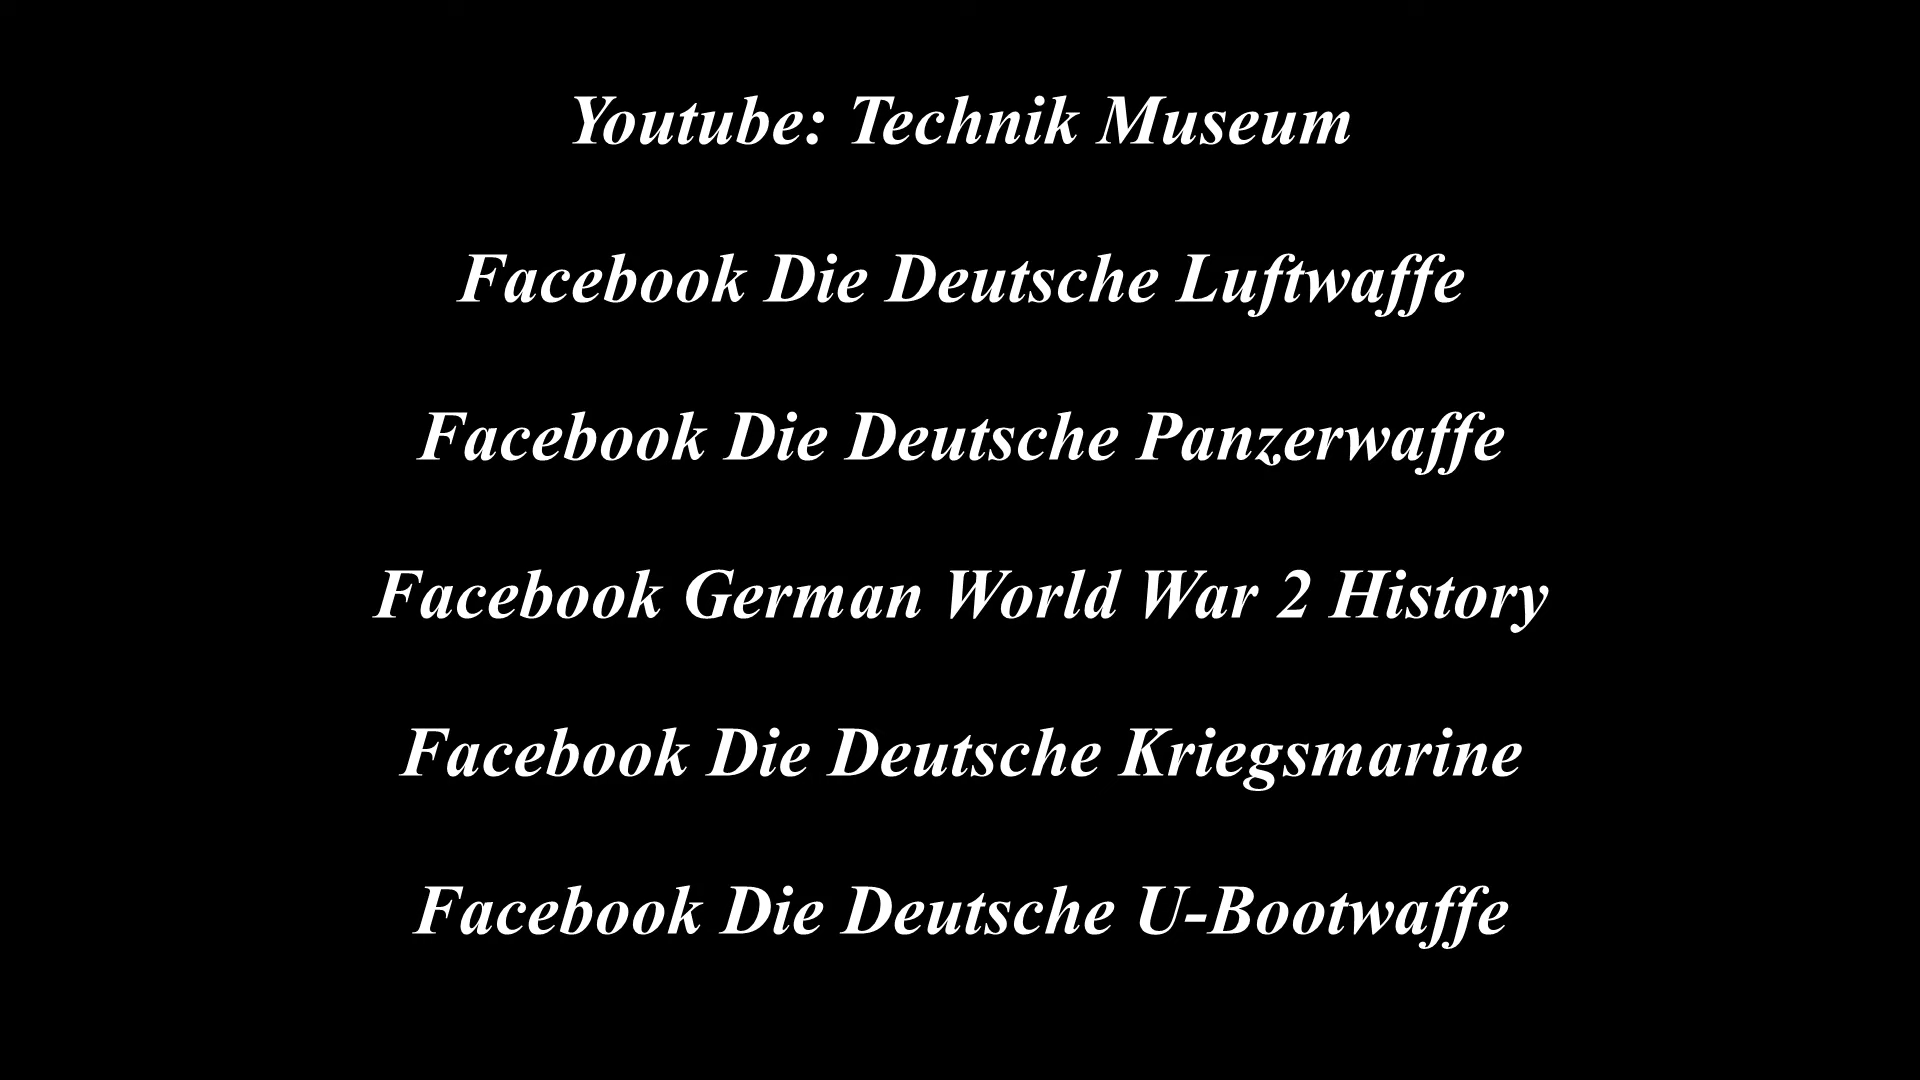 Youtube: Technik Museum
Facebook Die Deutsche Luftwaffe
Facebook Die Deutsche Panzerwaffe
Facebook German World War 2 History
Facebook Die Deutsche Kriegsmarine
Facebook Die Deutsche U-Bootwaffe